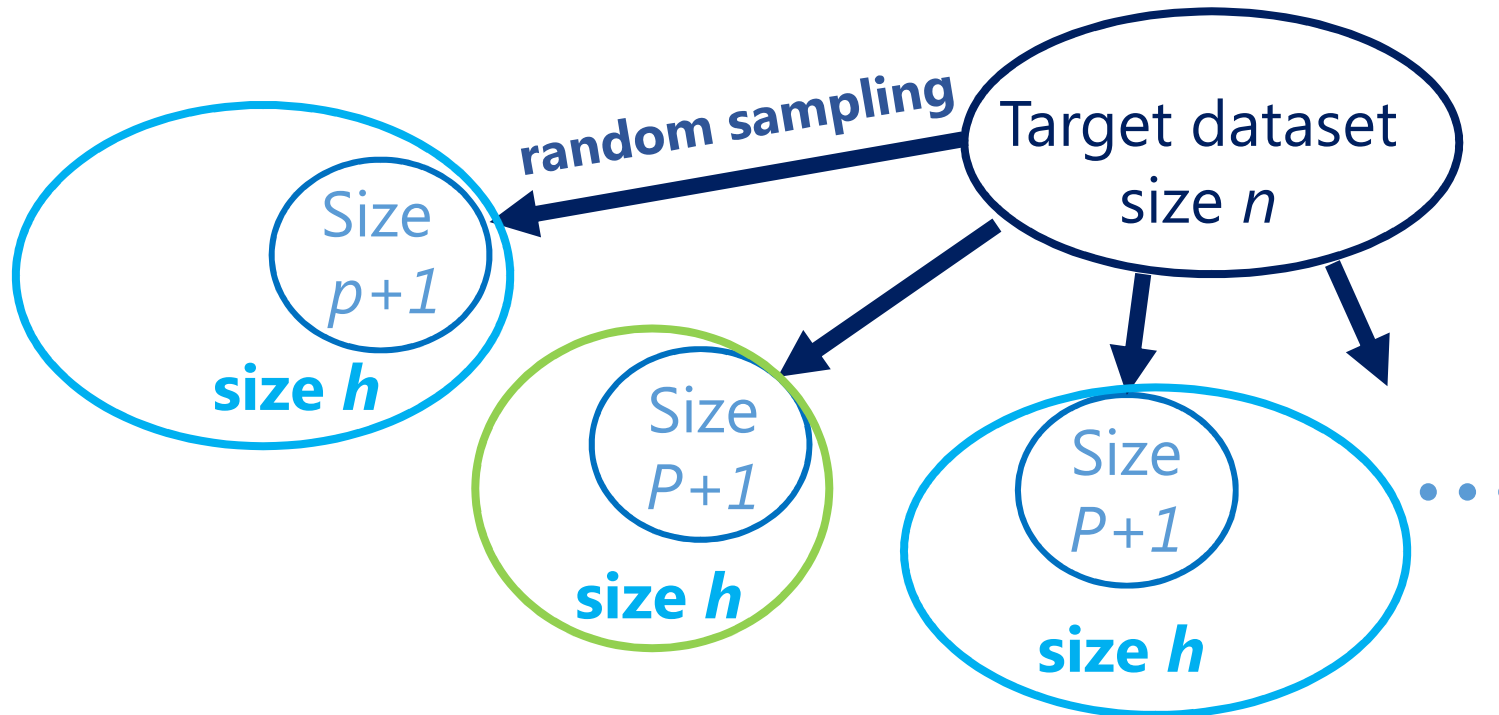 random sampling
Target dataset
size n
Size
p+1
size h
Size
P+1
size h
Size
P+1
size h